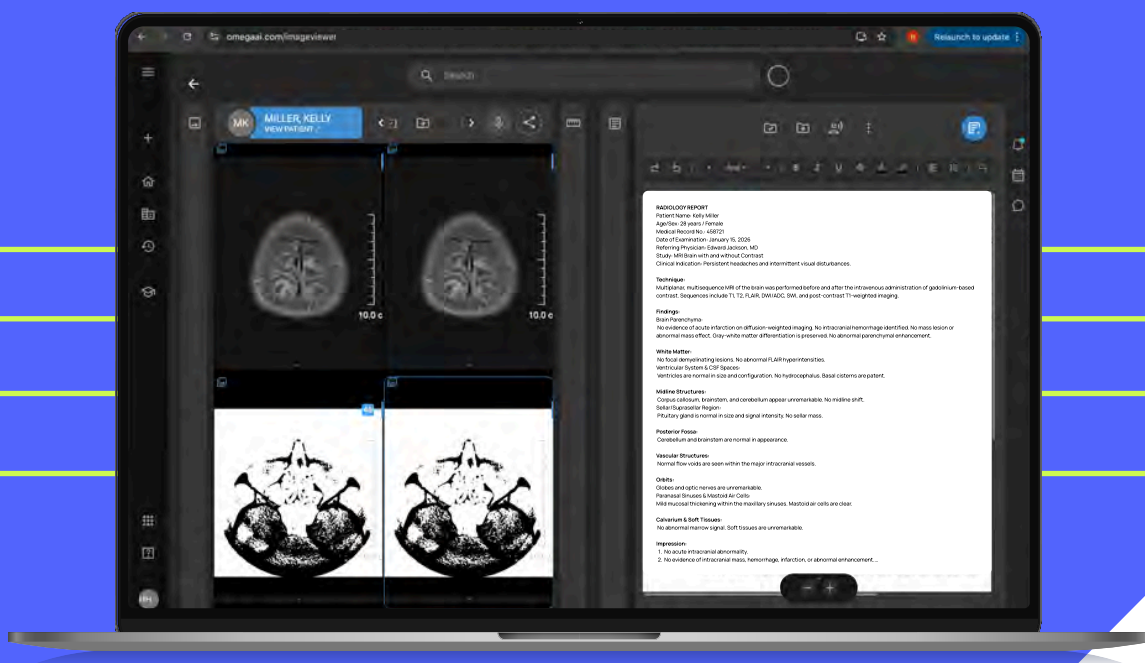 omegaai.com/imageviewer
Relaunch to update
Search
MK
MILLER, KELLY
VIEW PATIENT
10.0 c
10.0 c
RADIOLOGY REPORT
Patient Name: Kelly Miller
Age/Sex: 28 years / Female
Medical Record No.: 458721
Date of Examination: January 15, 2026
Referring Physician: Edward Jackson, MD
Study: MRI Brain with and without Contrast
Clinical Indication: Persistent headaches and intermittent visual disturbances.
Technique:
Multiplanar, multisequence MRI of the brain was performed before and after the intravenous administration of gadolinium-based
contrast. Sequences include T1, T2, FLAIR, DWI/ADC, SWI, and post-contrast T1-weighted imaging.
Findings:
Brain Parenchyma:
No evidence of acute infarction on diffusion-weighted imaging. No intracranial hemorrhage identified. No mass lesion or
abnormal mass effect. Gray-white matter differentiation is preserved. No abnormal parenchymal enhancement.
White Matter:
No focal demyelinating lesions. No abnormal FLAIR hyperintensities.
Ventricular System & CSF Spaces:
Ventricles are normal in size and configuration. No hydrocephalus. Basal cisterns are patent.
Midline Structures:
Corpus callosum, brainstem, and cerebellum appear unremarkable. No midline shift.
Sellar/Suprasellar Region:
Pituitary gland is normal in size and signal intensity. No sellar mass.
Posterior Fossa:
Cerebellum and brainstem are normal in appearance.
Vascular Structures:
Normal flow voids are seen within the major intracranial vessels.
Orbits:
Globes and optic nerves are unremarkable.
Paranasal Sinuses & Mastoid Air Cells:
Mild mucosal thickening within the maxillary sinuses. Mastoid air cells are clear.
Calvarium & Soft Tissues:
No abnormal marrow signal. Soft tissues are unremarkable.
Impression:
1. No acute intracranial abnormality.
2. No evidence of intracranial mass, hemorrhage, infarction, or abnormal enhancement...